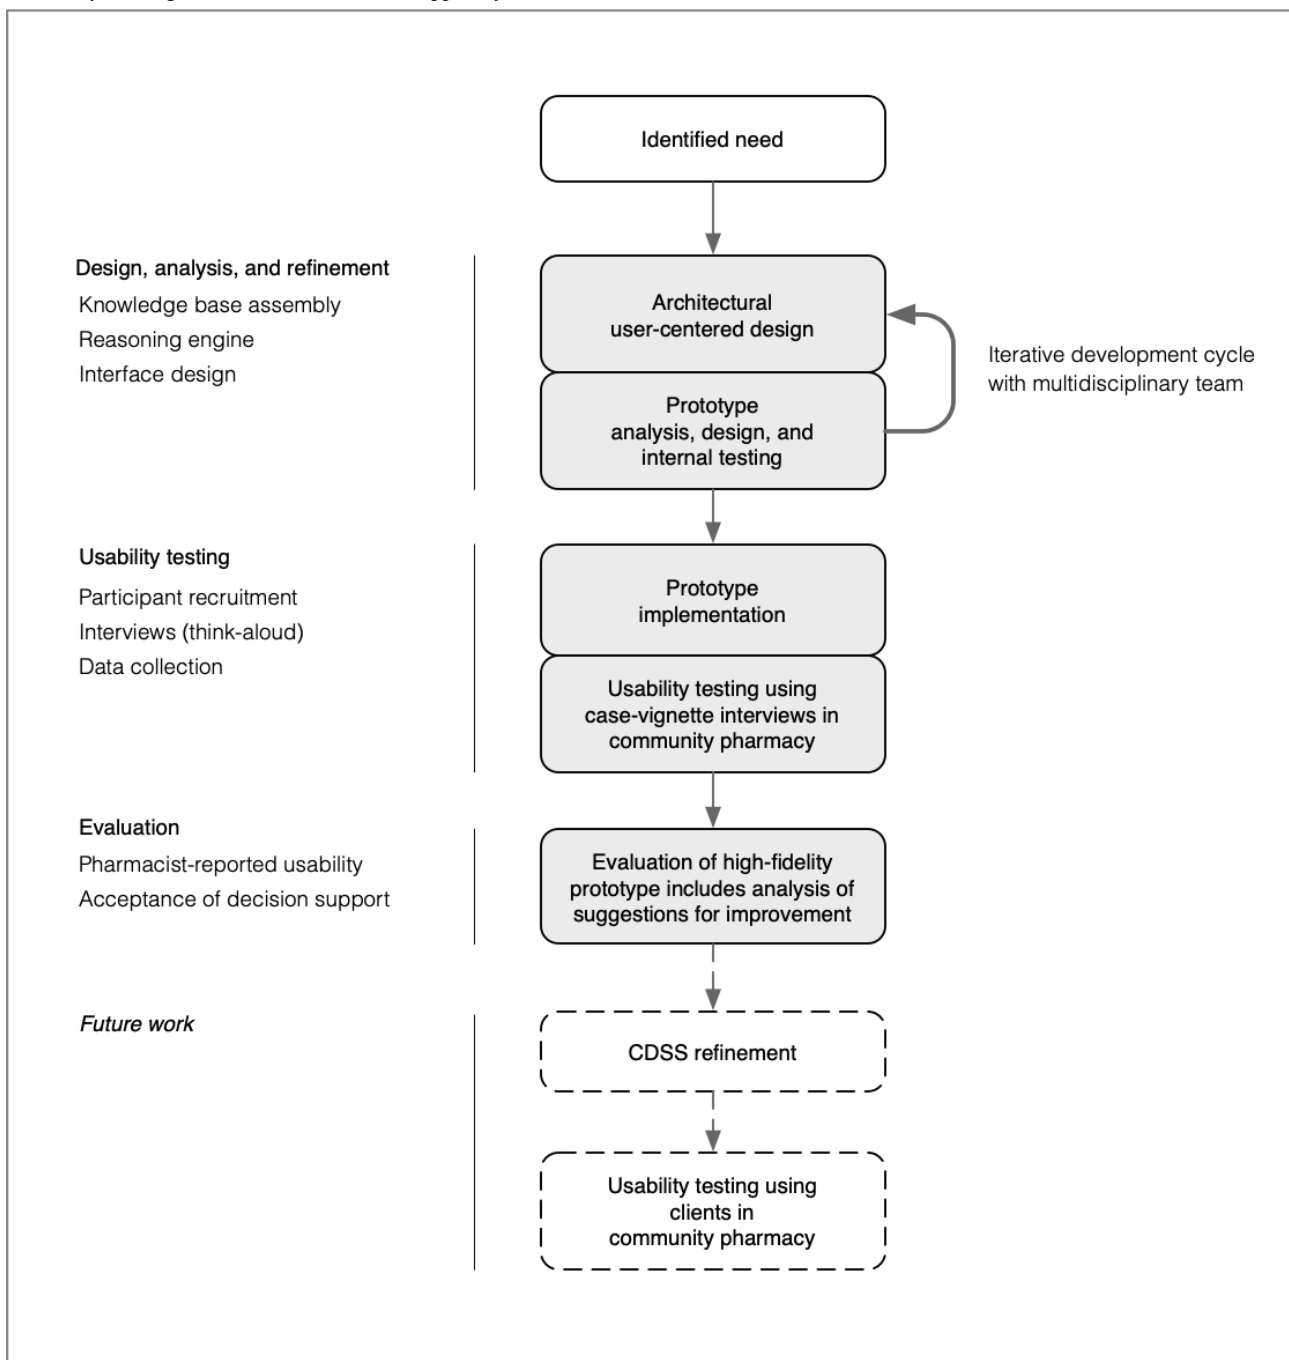 Identified need
Design, analysis, and refinement
Knowledge base assembly
Reasoning engine
Interface design
Architectural
user-centered design
Prototype
analysis, design, and
internal testing
Iterative development cycle
with multidisciplinary team
Usability testing
Participant recruitment
Interviews (think-aloud)
Data collection
Prototype
implementation
Usability testing using
case-vignette interviews in
community pharmacy
Evaluation
Pharmacist-reported usability
Acceptance of decision support
Evaluation of high-fidelity
prototype includes analysis of
suggestions for improvement
Future work
CDSS refinement
Usability testing using
clients in
community pharmacy